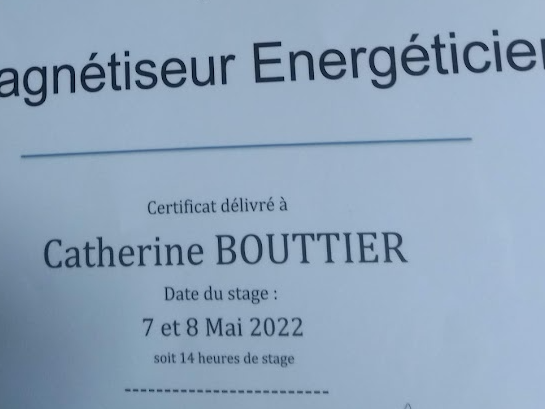 agnétiseur Energéticie
Certificat délivré à
Catherine BOUTTIER
Date du stage :
7 et 8 Mai 2022
soit 14 heures de stage
-----------------------------